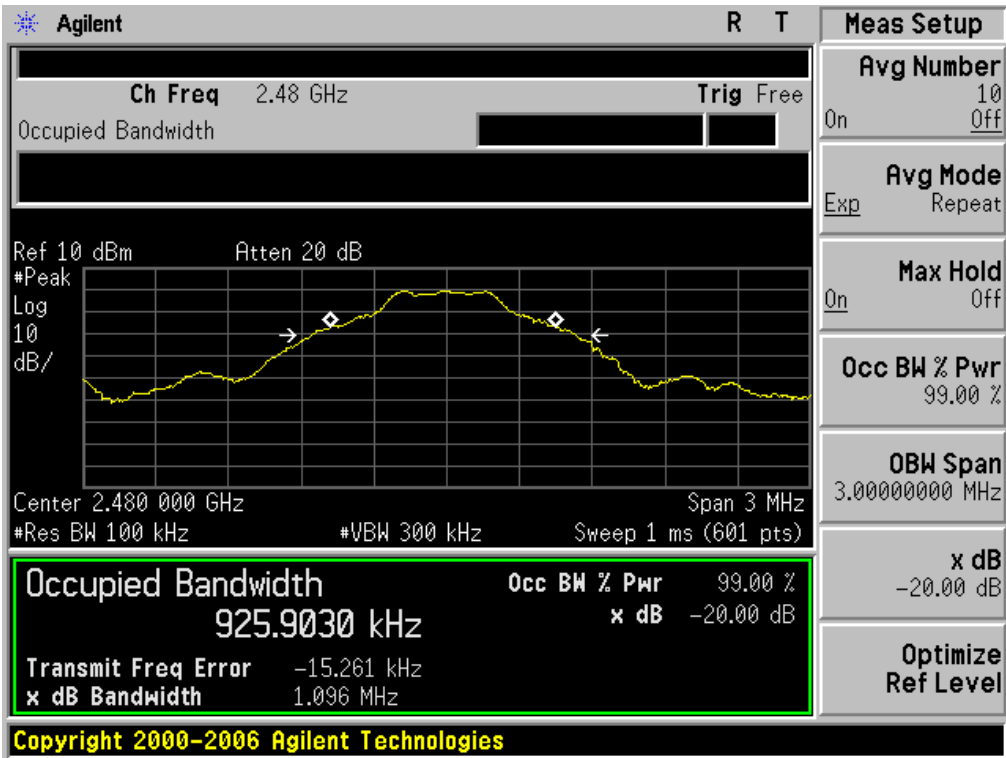 Agilent R T
Ch Freq 2.48 GHz Trig Free
Occupied Bandwidth
Ref 10 dBm Atten 20 dB
#Peak
Log
10
dB/
Center 2.480 000 GHz Span 3 MHz
#Res BW 100 kHz #VBW 300 kHz Sweep 1 ms (601 pts)
Occupied Bandwidth
925.9030 kHz
Occ BW % Pwr 99.00 %
x dB -20.00 dB
Transmit Freq Error -15.261 kHz
x dB Bandwidth 1.096 MHz
Copyright 2000-2006 Agilent Technologies
Meas Setup
Avg Number
10
On Off
Avg Mode
Exp Repeat
Max Hold
On Off
Occ BW % Pwr
99.00 %
OBW Span
3.00000000 MHz
x dB
-20.00 dB
Optimize
Ref Level